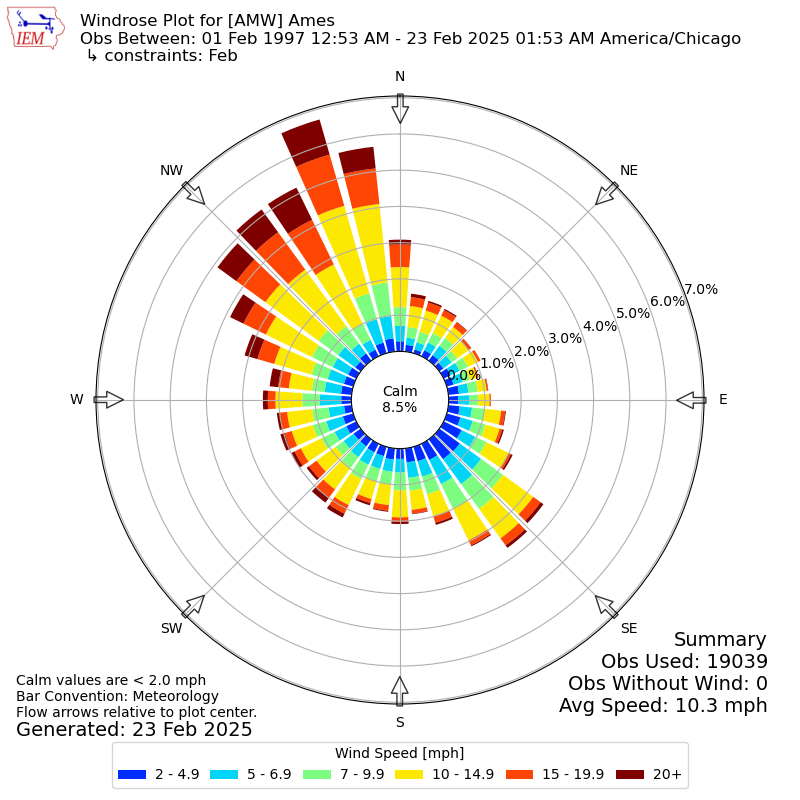 IEM
Windrose Plot for [AMW] Ames
Obs Between: 01 Feb 1997 12:53 AM - 23 Feb 2025 01:53 AM America/Chicago
↳ constraints: Feb
N
NW
NE
7.0%
6.0%
5.0%
4.0%
3.0%
2.0%
1.0%
0.0%
W
Calm
8.5%
E
SW
SE
S
Summary
Obs Used: 19039
Obs Without Wind: 0
Avg Speed: 10.3 mph
Calm values are < 2.0 mph
Bar Convention: Meteorology
Flow arrows relative to plot center.
Generated: 23 Feb 2025
Wind Speed [mph]
2 - 4.9 5 - 6.9 7 - 9.9 10 - 14.9 15 - 19.9 20+